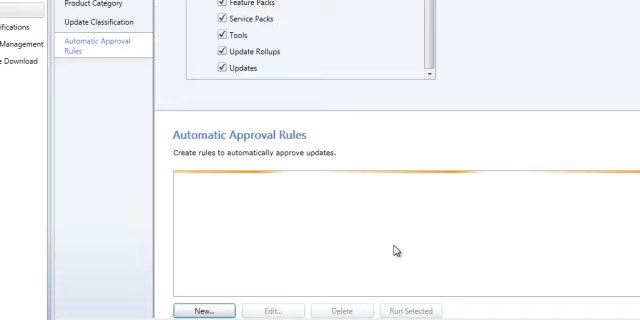 Product Category
Update Classification
Automatic Approval
Rules
ifications
Management
e Download
Feature Packs
Service Packs
Tools
Update Rollups
Updates
Automatic Approval Rules
Create rules to automatically approve updates.
New...
Edit...
Delete
Run Selected